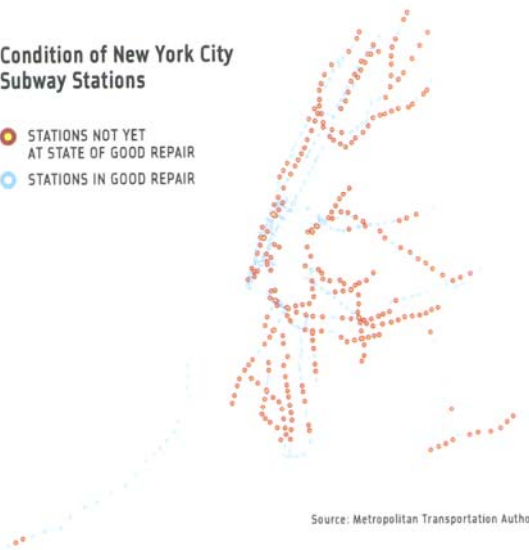 Condition of New York City
Subway Stations
STATIONS NOT YET
AT STATE OF GOOD REPAIR
STATIONS IN GOOD REPAIR
Source: Metropolitan Transportation Autho